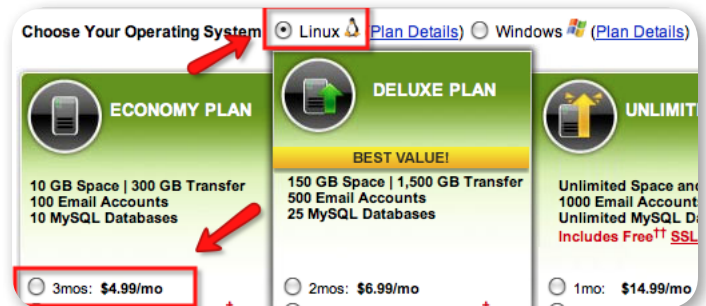 Choose Your Operating System Linux (Plan Details) Windows (Plan Details)
ECONOMY PLAN
10 GB Space | 300 GB Transfer
100 Email Accounts
10 MySQL Databases
3mos: $4.99/mo
DELUXE PLAN
BEST VALUE!
150 GB Space | 1,500 GB Transfer
500 Email Accounts
25 MySQL Databases
2mos: $6.99/mo
UNLIMIT
Unlimited Space and
1000 Email Account
Unlimited MySQL D
Includes Free†† SSL
1mo: $14.99/mo